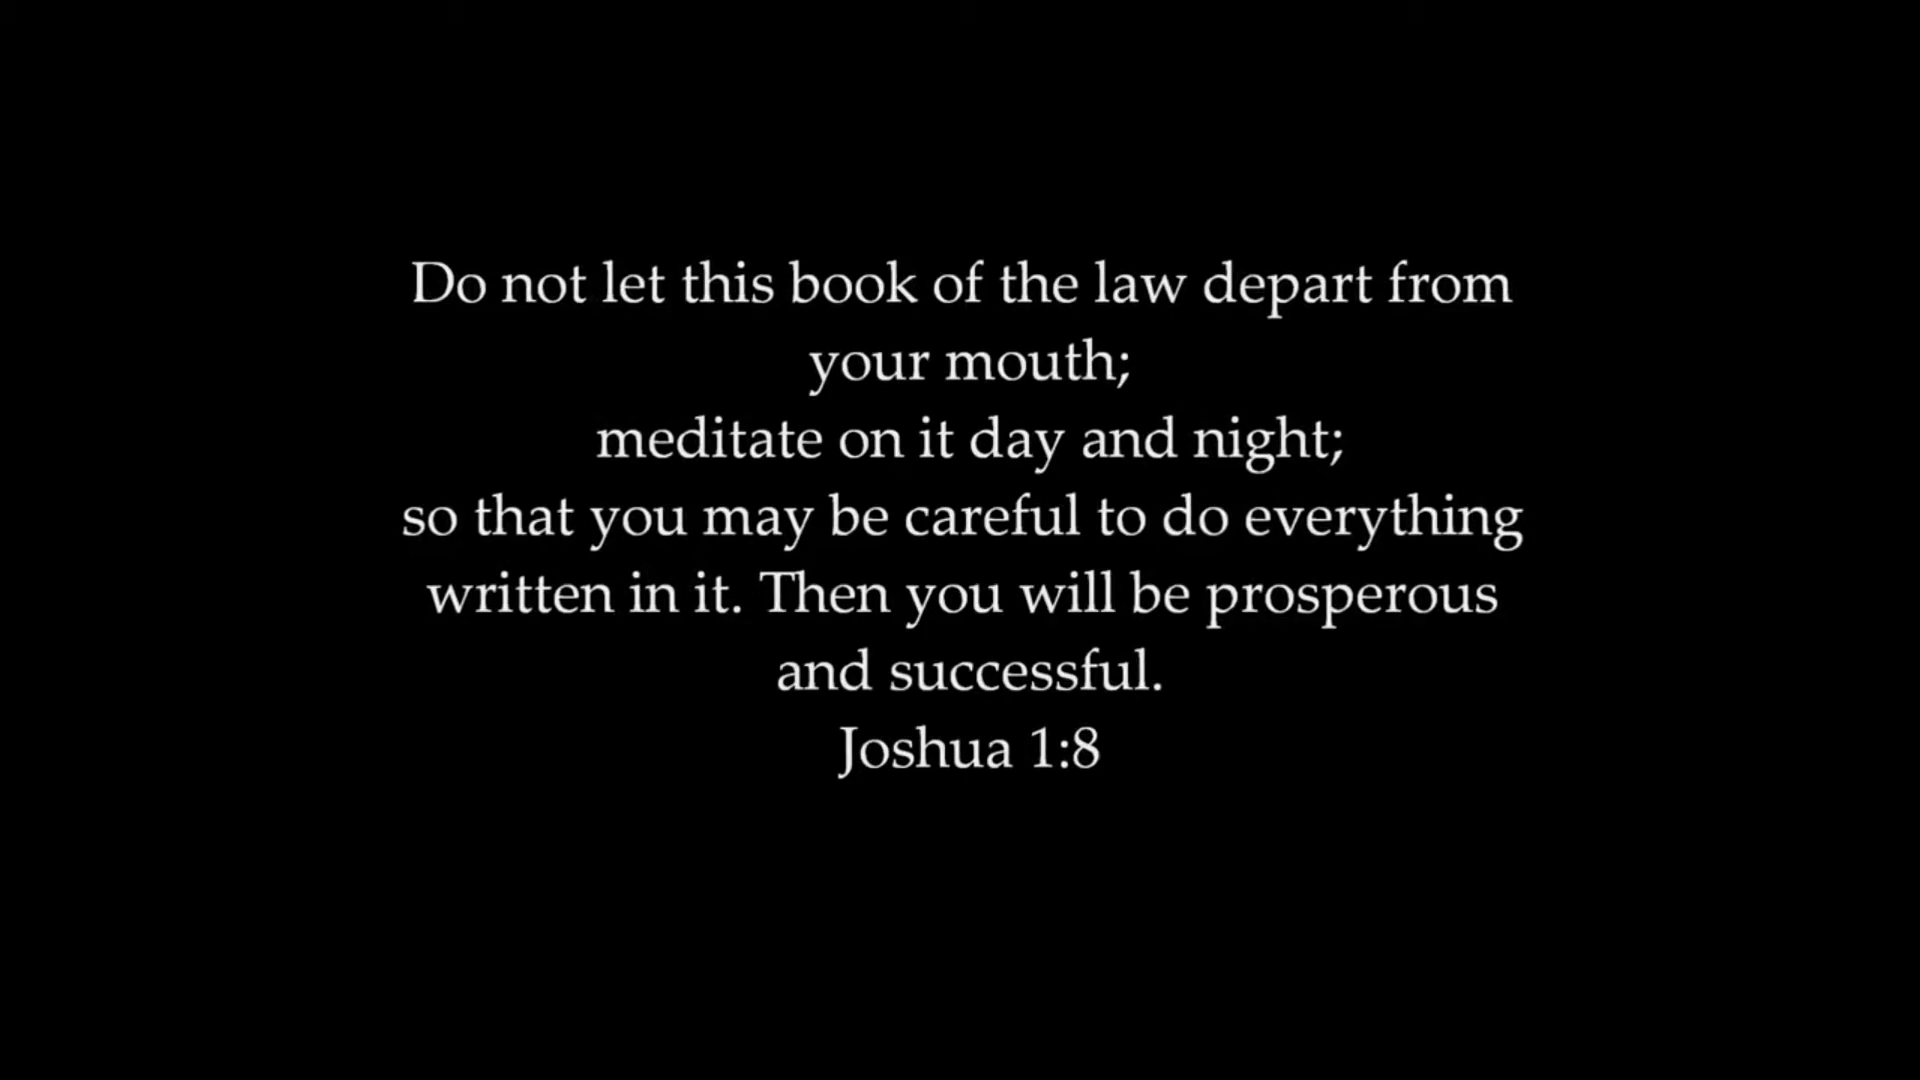 Do not let this book of the law depart from
your mouth;
meditate on it day and night;
so that you may be careful to do everything
written in it. Then you will be prosperous
and successful.
Joshua 1:8